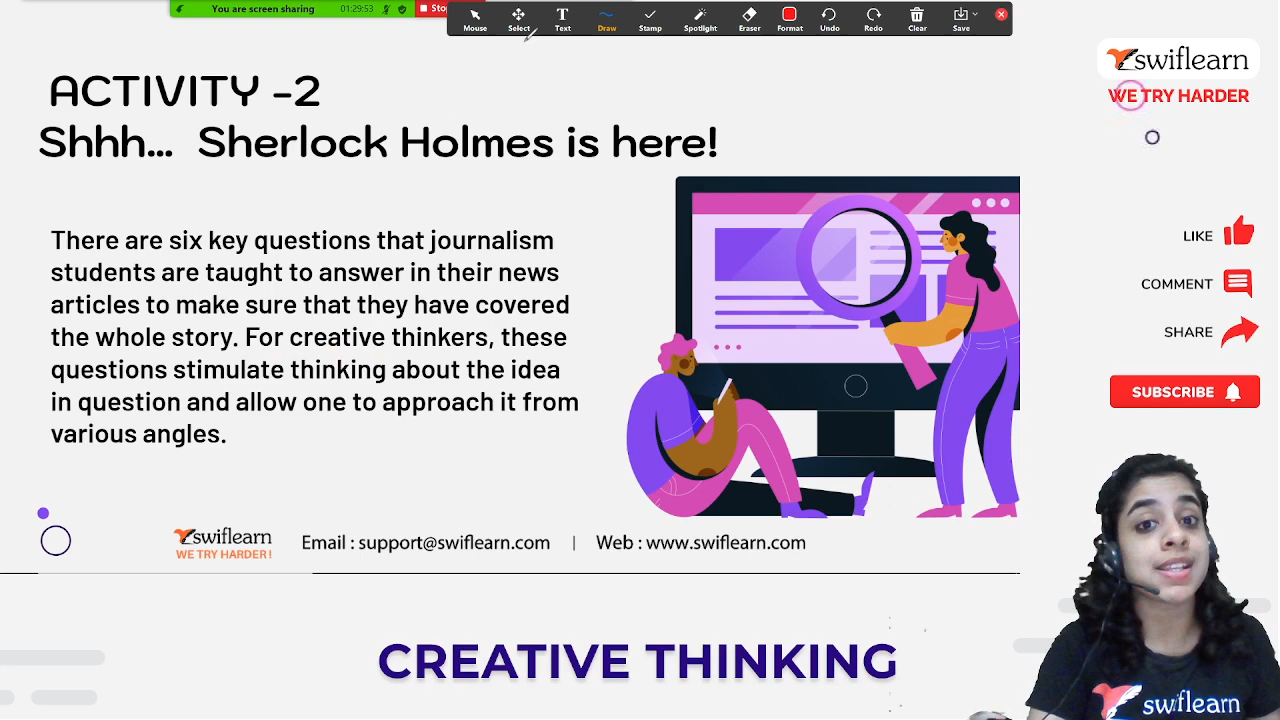 You are screen sharing
01:29:53
Sto
Mouse
Select
T
Text
Draw
Stamp
Spotlight
Eraser
Format
Undo
Redo
Clear
Save
ACTIVITY -2
Shhh... Sherlock Holmes is here!
There are six key questions that journalism
students are taught to answer in their news
articles to make sure that they have covered
the whole story. For creative thinkers, these
questions stimulate thinking about the idea
in question and allow one to approach it from
various angles.
swiflearn
WE TRY HARDER !
Email : support@swiflearn.com | Web : www.swiflearn.com
CREATIVE THINKING
swiflearn
WE TRY HARDER
LIKE
COMMENT
SHARE
SUBSCRIBE
swiflearn